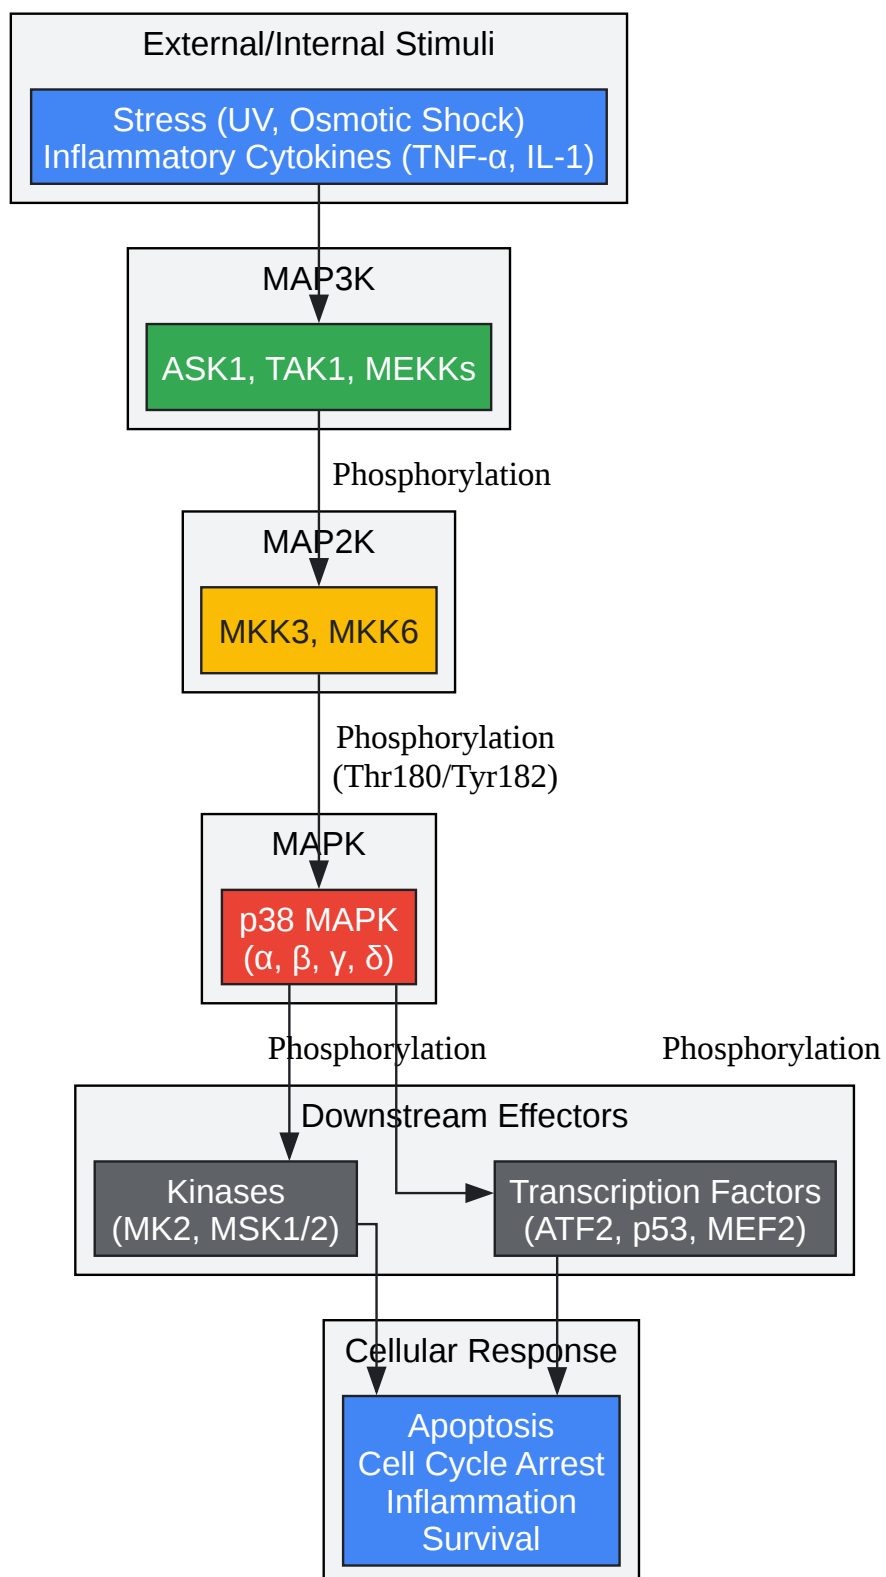 External/Internal Stimuli
Stress (UV, Osmotic Shock)
Inflammatory Cytokines (TNF-α, IL-1)
MAP3K
ASK1, TAK1, MEKKs
Phosphorylation
MAP2K
MKK3, MKK6
Phosphorylation
(Thr180/Tyr182)
MAPK
p38 MAPK
(α, β, γ, δ)
Phosphorylation
Phosphorylation
Downstream Effectors
Kinases
(MK2, MSK1/2)
Transcription Factors
(ATF2, p53, MEF2)
Cellular Response
Apoptosis
Cell Cycle Arrest
Inflammation
Survival